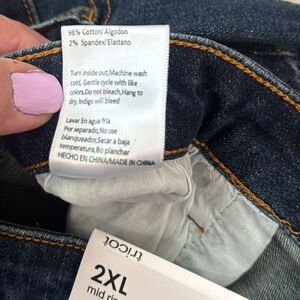 98% Cotton/ Algodon
2% Spandex/ Elastano
Turn inside out,Machine wash
cold, Gentle cycle with like
colors,Do not bleach,Hang to
dry, Indigo will bleed
Lavar En agua fria
Por separado,No use
blanqueador,Secar a baja
temperatura, Bo planchar
HECHO EN CHINA/MADE IN CHINA
tricot
2XL
mid ris